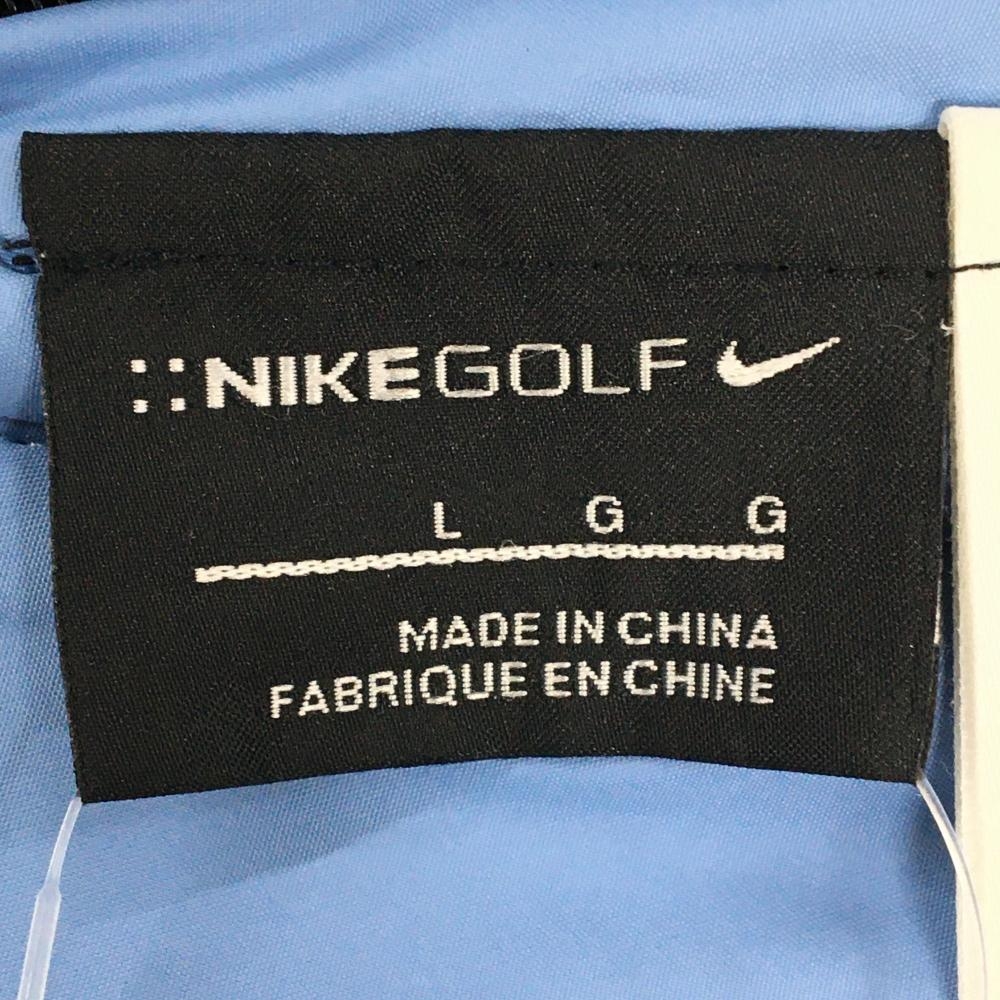 ::NIKEGOLF
L G G
MADE IN CHINA
FABRIQUE EN CHINE